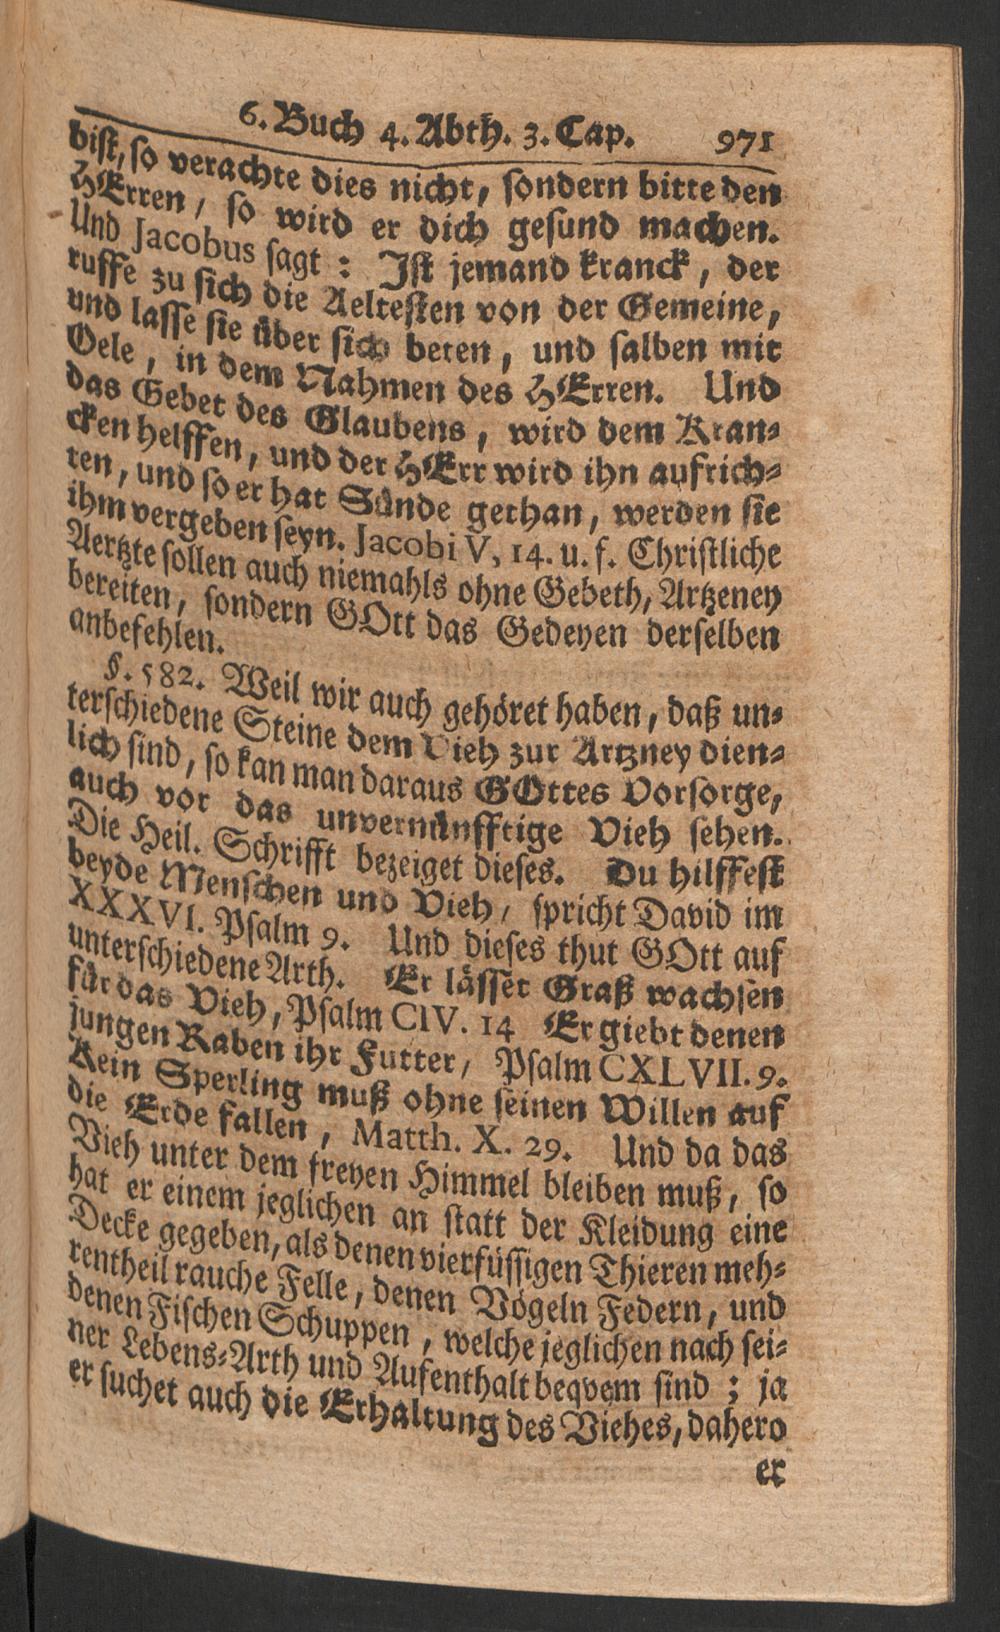 6. Buch 4. Abth. 3. Cap. 971
bist, so verachte dies nicht, sondern bitte den
HErren, so wird er dich gesund machen.
Und Jacobus sagt: Ist jemand kranck, der
ruffe zu sich die Aeltesten von der Gemeine,
und lasse sie über sich beten, und salben mit
Oele, in dem Nahmen des HErren. Und
das Gebet des Glaubens, wird dem Kran-
cken helffen, und der HErr wird ihn aufrich-
ten, und so er hat Sünde gethan, werden sie
ihm vergeben seyn. Jacobi V, 14. u. f. Christliche
Aertzte sollen auch niemahls ohne Gebeth, Artzeney
bereiten, sondern GOtt das Gedeyen derselben
anbefehlen.
§. 582. Weil wir auch gehöret haben, daß un-
terschiedene Steine dem Vieh zur Artzney dien-
lich sind, so kan man daraus GOttes Vorsorge,
auch vor das unvernünfftige Vieh sehen.
Die Heil. Schrifft bezeiget dieses. Du hilffest
beyde Menschen und Vieh, spricht David im
XXXVI. Psalm 9. Und dieses thut GOtt auf
unterschiedene Arth. Er lässet Graß wachsen
für das Vieh, Psalm CIV. 14 Er giebt denen
jungen Raben ihr Futter, Psalm CXLVII. 9.
Kein Sperling muß ohne seinen Willen auf
die Erde fallen, Matth. X. 29. Und da das
Vieh unter dem freyen Himmel bleiben muß, so
hat er einem jeglichen an statt der Kleidung eine
Decke gegeben, als denen vierfüssigen Thieren meh-
rentheil rauche Felle, denen Vögeln Federn, und
denen Fischen Schuppen, welche jeglichen nach sei-
ner Lebens-Arth und Aufenthalt beqvem sind; ja
er suchet auch die Erhaltung des Viehes, dahero
er